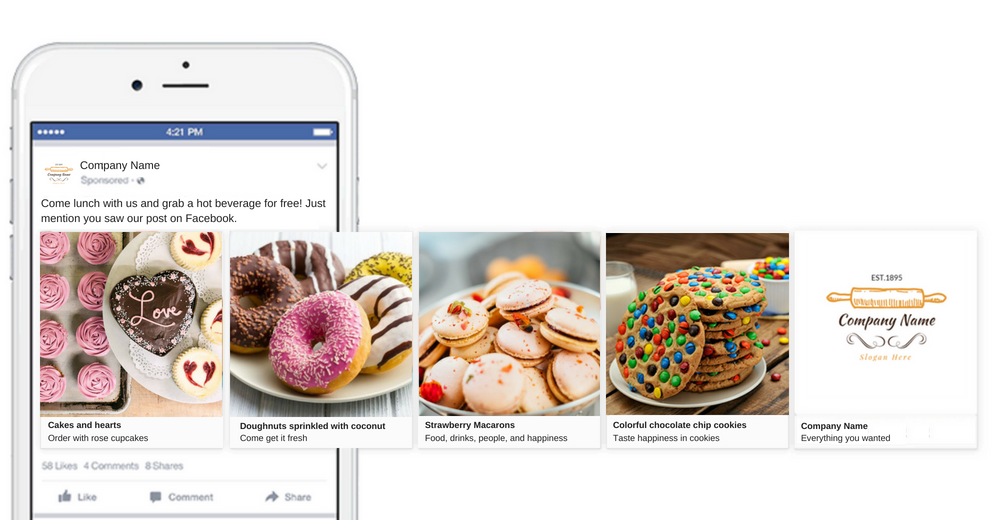 4:21 PM
Company Name
Sponsored
Come lunch with us and grab a hot beverage for free! Just
mention you saw our post on Facebook.
Love
EST.1895
Company Name
Slogan Here
Cakes and hearts
Order with rose cupcakes
Doughnuts sprinkled with coconut
Come get it fresh
Strawberry Macarons
Food, drinks, people, and happiness
Colorful chocolate chip cookies
Taste happiness in cookies
Company Name
Everything you wanted
58 Likes 4 Comments 8 Shares
Like Comment Share